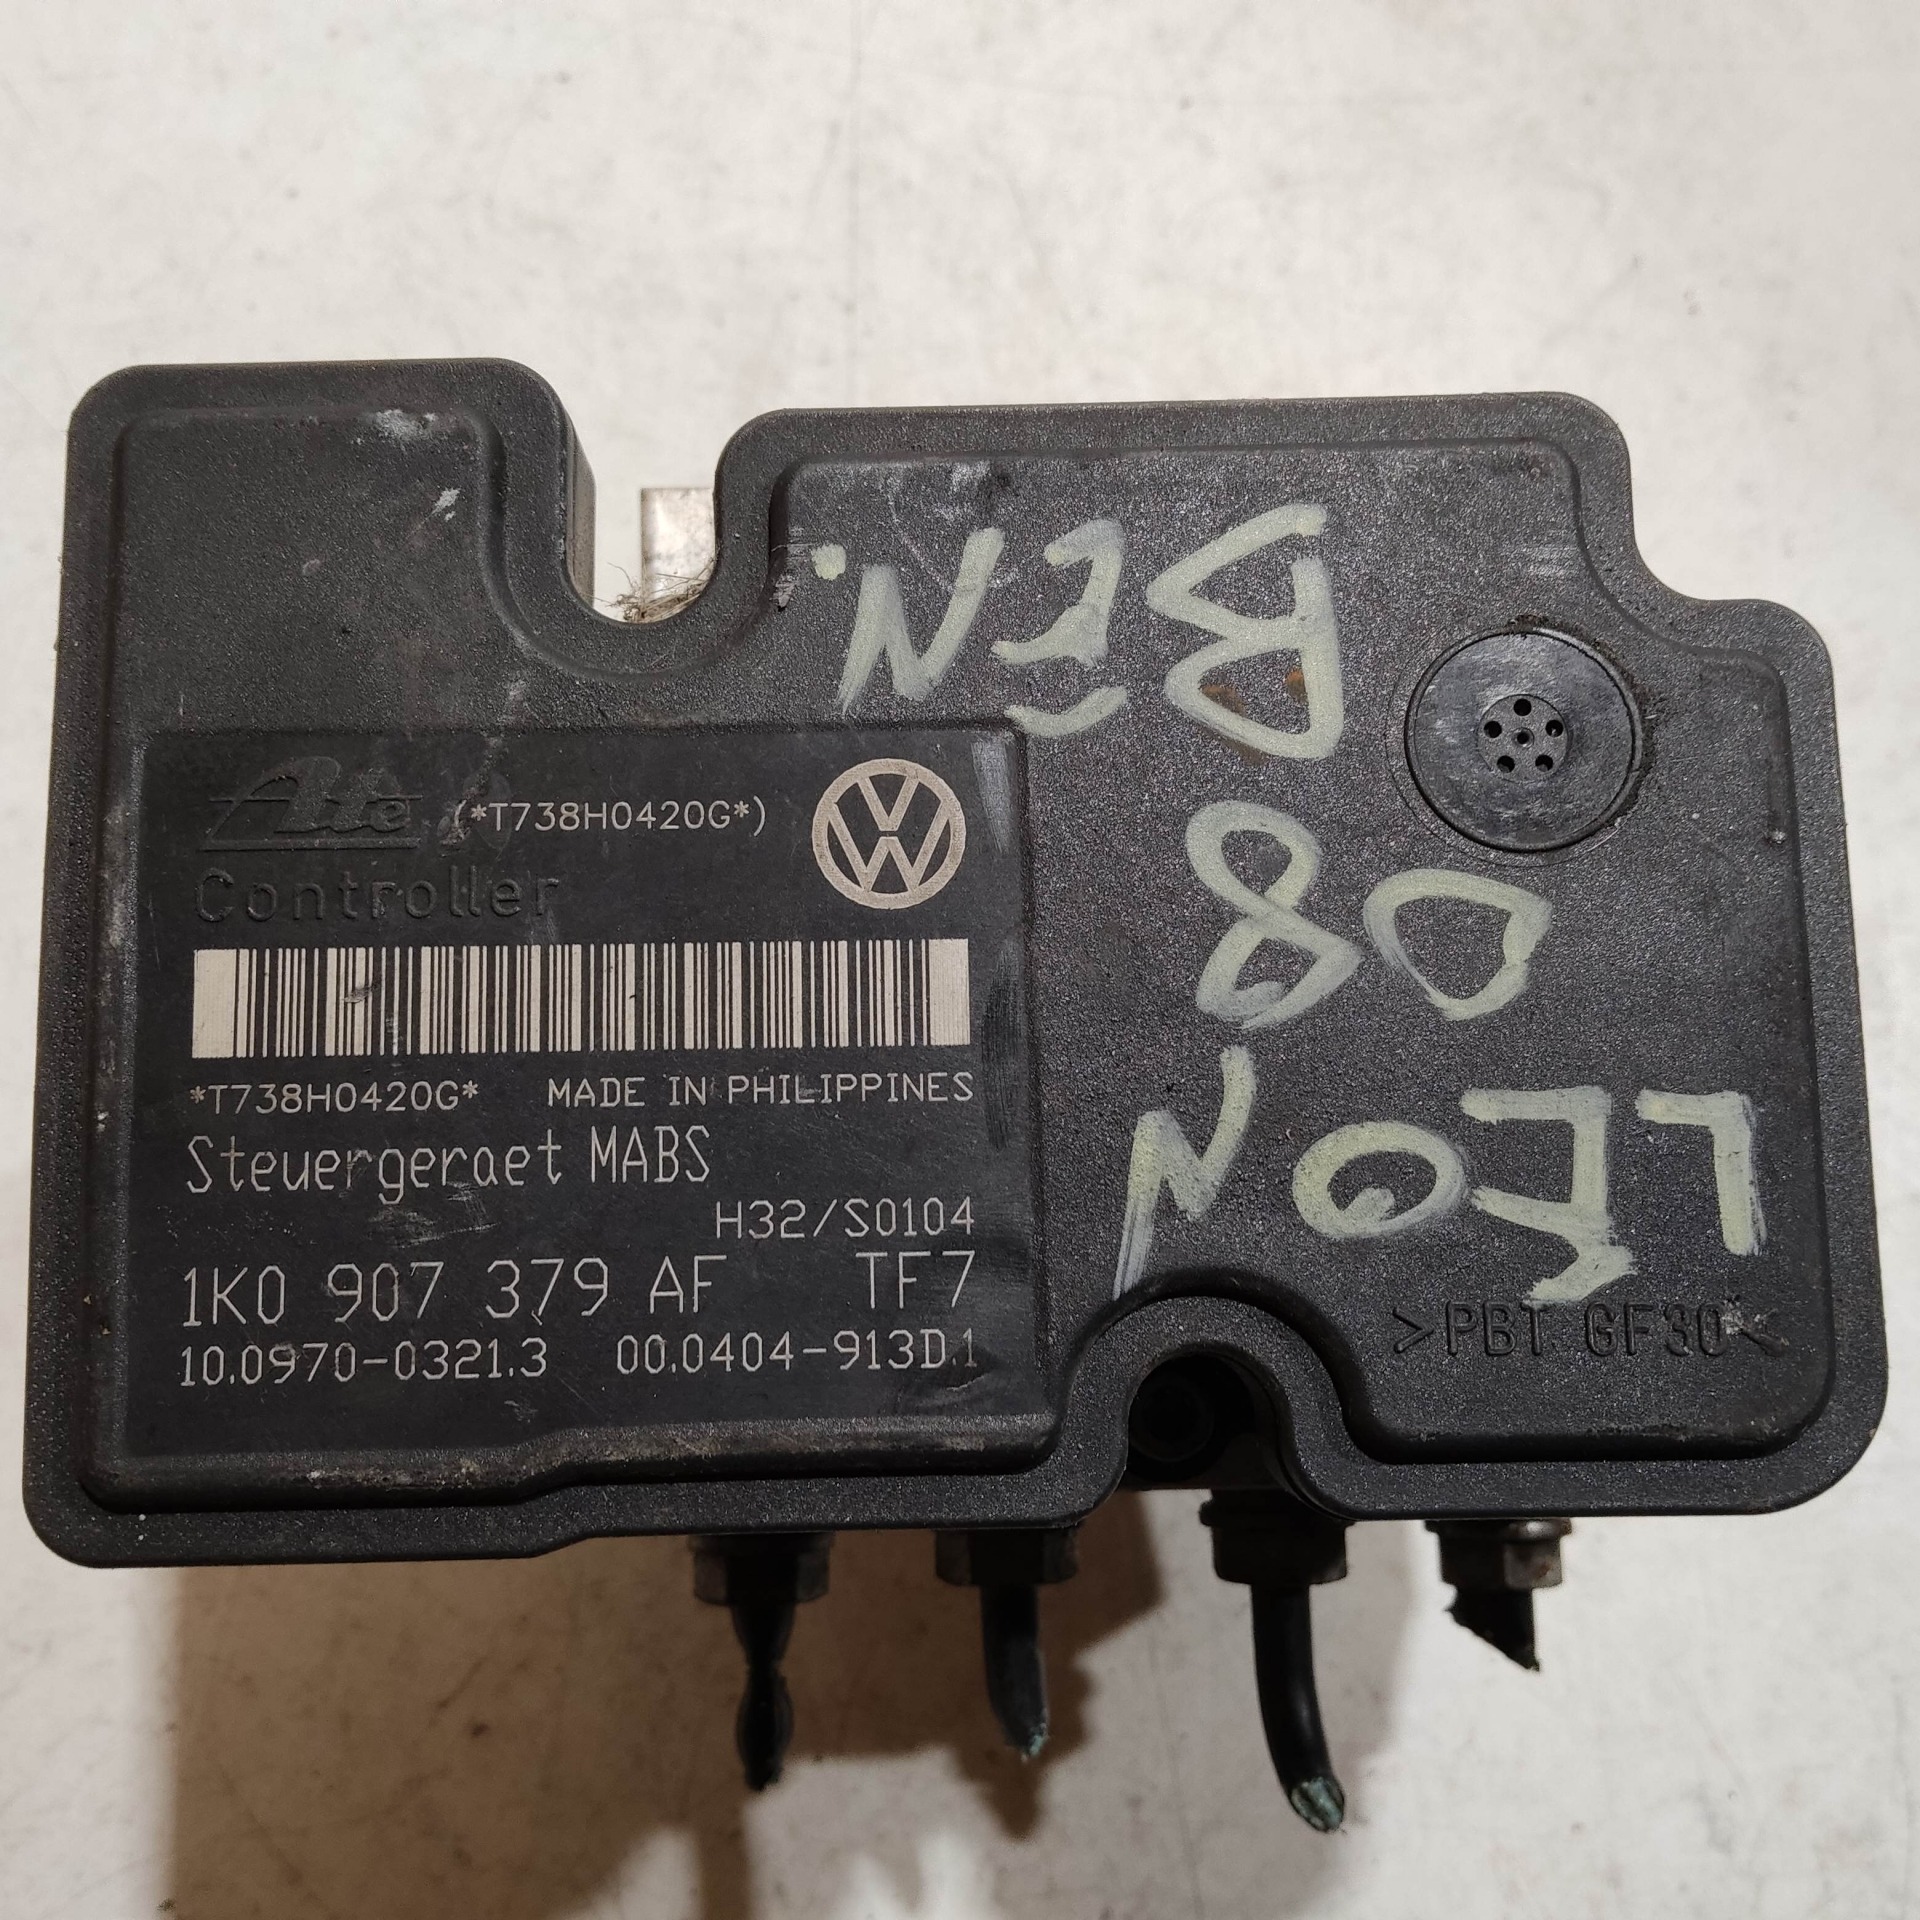 Ate (*T738H0420G*)
Controller
*T738H0420G* MADE IN PHILIPPINES
Steuergeraet MABS
H32/S0104
1K0 907 379 AF TF7
10.0970-0321.3 00.0404-913D.1
>PBT GF30<
LEON
08
BEN.